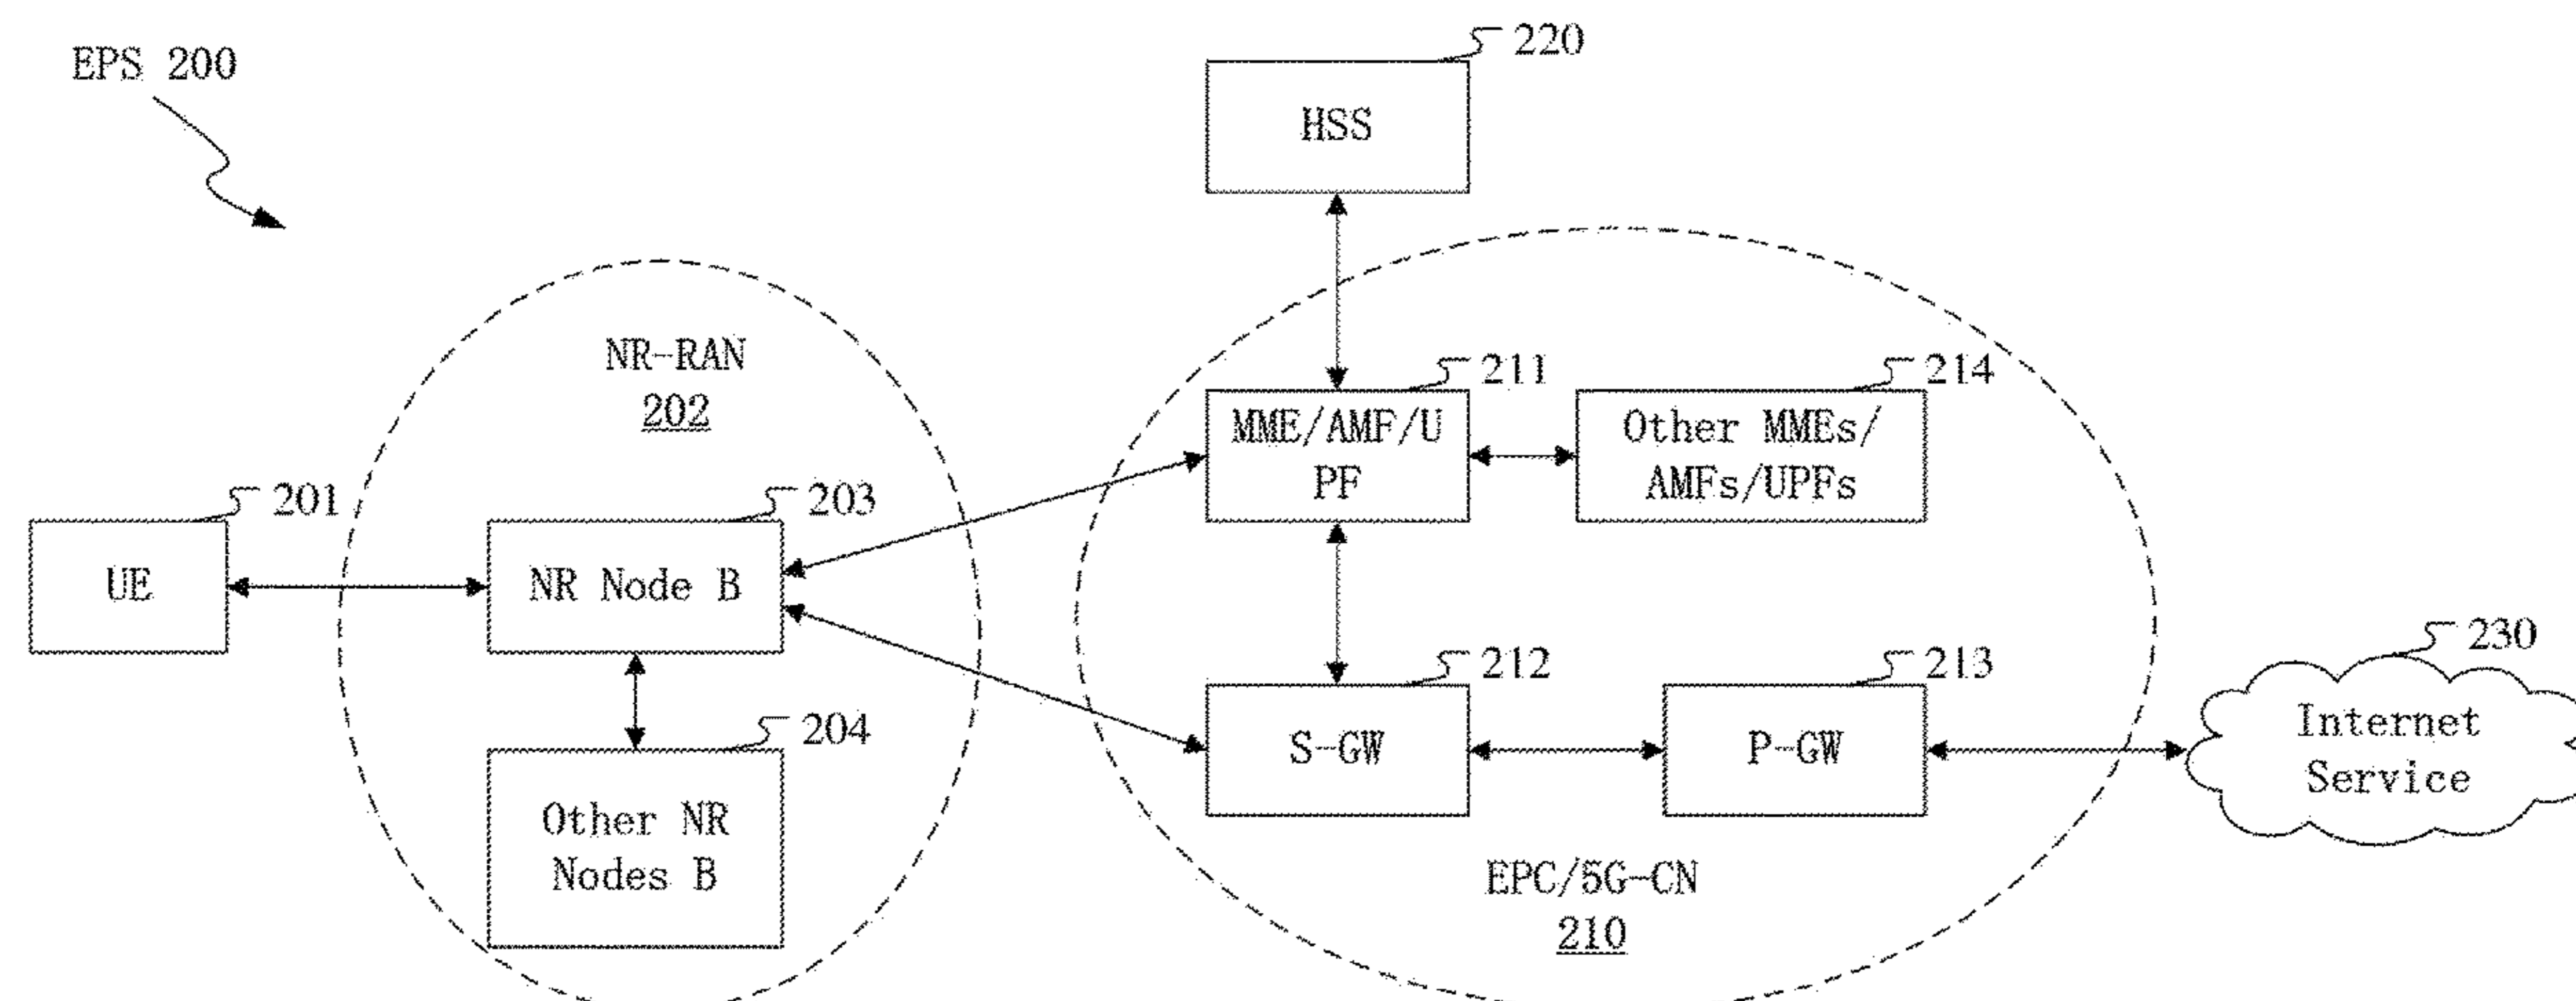 EPS 200
220
HSS
NR-RAN
202
211
214
MME/AMF/U
PF
Other MMEs/
AMFs/UPFs
201
203
UE
NR Node B
212
213
230
204
S-GW
P-GW
Internet
Service
Other NR
Nodes B
EPC/5G-CN
210